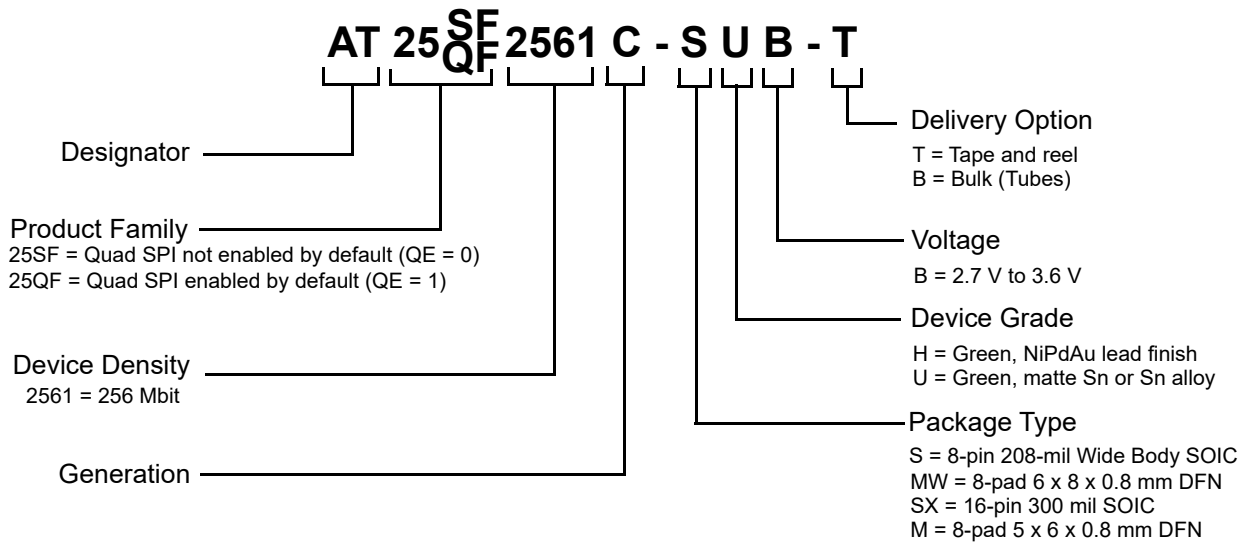 AT 25 SF QF 2561 C - S U B - T
Designator
Product Family
25SF = Quad SPI not enabled by default (QE = 0)
25QF = Quad SPI enabled by default (QE = 1)
Device Density
2561 = 256 Mbit
Generation
Delivery Option
T = Tape and reel
B = Bulk (Tubes)
Voltage
B = 2.7 V to 3.6 V
Device Grade
H = Green, NiPdAu lead finish
U = Green, matte Sn or Sn alloy
Package Type
S = 8-pin 208-mil Wide Body SOIC
MW = 8-pad 6 x 8 x 0.8 mm DFN
SX = 16-pin 300 mil SOIC
M = 8-pad 5 x 6 x 0.8 mm DFN